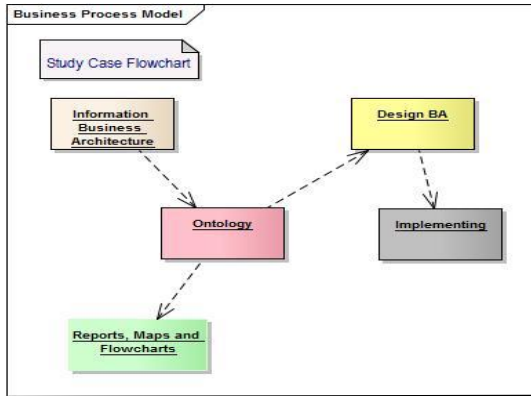 Business Process Model
Study Case Flowchart
Information
Business
Architecture
Design BA
Ontology
Implementing
Reports, Maps and
Flowcharts